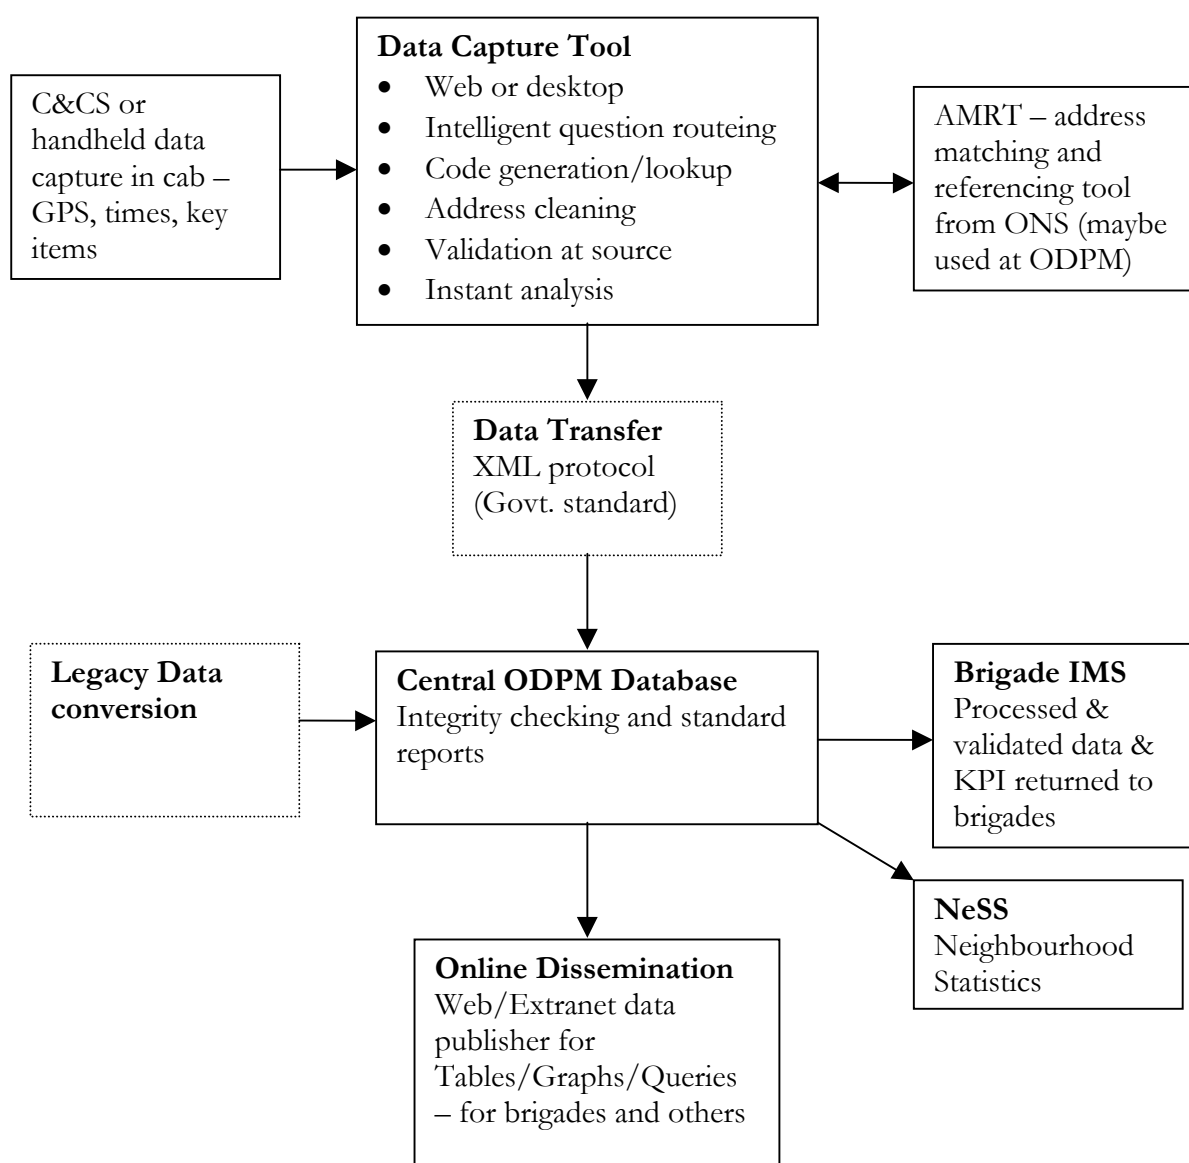 Data Capture Tool
• Web or desktop
• Intelligent question routeing
• Code generation/lookup
• Address cleaning
• Validation at source
• Instant analysis
C&CS or
handheld data
capture in cab –
GPS, times, key
items
AMRT – address
matching and
referencing tool
from ONS (maybe
used at ODPM)
Data Transfer
XML protocol
(Govt. standard)
Legacy Data
conversion
Central ODPM Database
Integrity checking and standard
reports
Brigade IMS
Processed &
validated data &
KPI returned to
brigades
NeSS
Neighbourhood
Statistics
Online Dissemination
Web/Extranet data
publisher for
Tables/Graphs/Queries
– for brigades and others